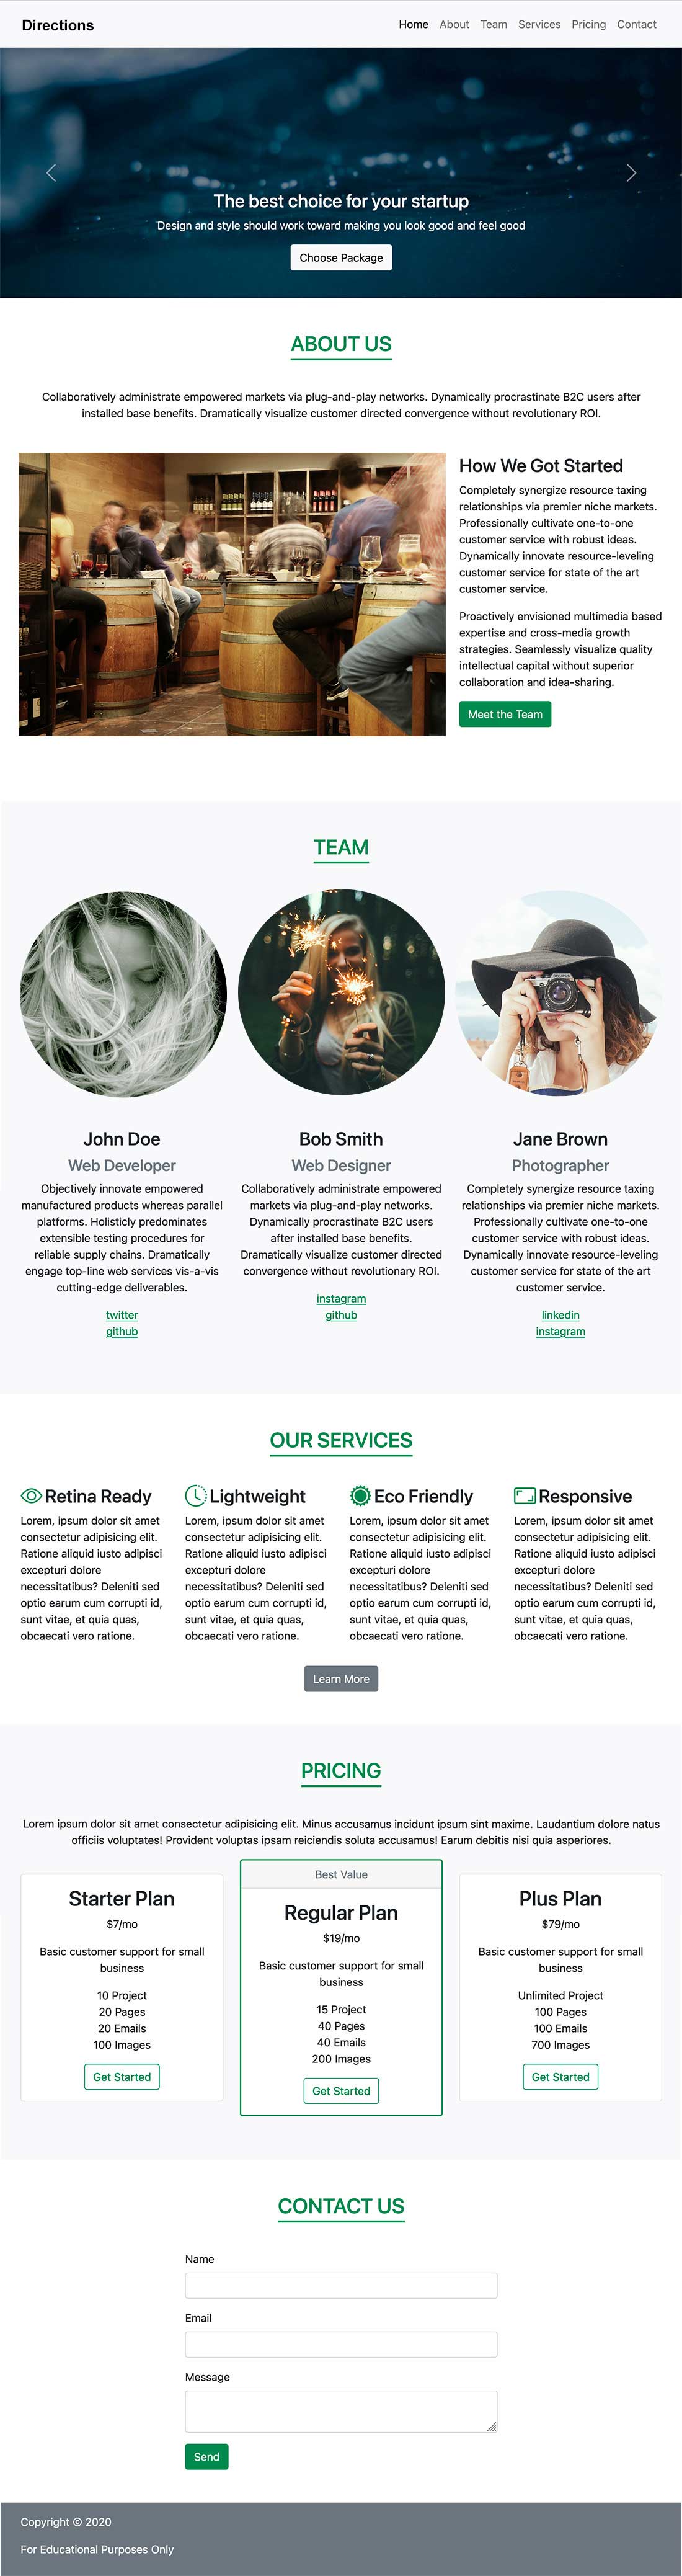 Directions
Home About Team Services Pricing Contact
The best choice for your startup
Design and style should work toward making you look good and feel good
Choose Package
ABOUT US
Collaboratively administrate empowered markets via plug-and-play networks. Dynamically procrastinate B2C users after
installed base benefits. Dramatically visualize customer directed convergence without revolutionary ROI.
How We Got Started
Completely synergize resource taxing
relationships via premier niche markets.
Professionally cultivate one-to-one
customer service with robust ideas.
Dynamically innovate resource-leveling
customer service for state of the art
customer service.
Proactively envisioned multimedia based
expertise and cross-media growth
strategies. Seamlessly visualize quality
intellectual capital without superior
collaboration and idea-sharing.
Meet the Team
TEAM
John Doe
Web Developer
Objectively innovate empowered
manufactured products whereas parallel
platforms. Holisticly predominates
extensible testing procedures for
reliable supply chains. Dramatically
engage top-line web services vis-a-vis
cutting-edge deliverables.
twitter
github
Bob Smith
Web Designer
Collaboratively administrate empowered
markets via plug-and-play networks.
Dynamically procrastinate B2C users
after installed base benefits.
Dramatically visualize customer directed
convergence without revolutionary ROI.
instagram
github
Jane Brown
Photographer
Completely synergize resource taxing
relationships via premier niche markets.
Professionally cultivate one-to-one
customer service with robust ideas.
Dynamically innovate resource-leveling
customer service for state of the art
customer service.
linkedin
instagram
OUR SERVICES
Retina Ready
Lorem, ipsum dolor sit amet
consectetur adipisicing elit.
Ratione aliquid iusto adipisci
excepturi dolore
necessitatibus? Deleniti sed
optio earum cum corrupti id,
sunt vitae, et quia quas,
obcaecati vero ratione.
Lightweight
Lorem, ipsum dolor sit amet
consectetur adipisicing elit.
Ratione aliquid iusto adipisci
excepturi dolore
necessitatibus? Deleniti sed
optio earum cum corrupti id,
sunt vitae, et quia quas,
obcaecati vero ratione.
Eco Friendly
Lorem, ipsum dolor sit amet
consectetur adipisicing elit.
Ratione aliquid iusto adipisci
excepturi dolore
necessitatibus? Deleniti sed
optio earum cum corrupti id,
sunt vitae, et quia quas,
obcaecati vero ratione.
Responsive
Lorem, ipsum dolor sit amet
consectetur adipisicing elit.
Ratione aliquid iusto adipisci
excepturi dolore
necessitatibus? Deleniti sed
optio earum cum corrupti id,
sunt vitae, et quia quas,
obcaecati vero ratione.
Learn More
PRICING
Lorem ipsum dolor sit amet consectetur adipisicing elit. Minus accusamus incidunt ipsum sint maxime. Laudantium dolore natus
officiis voluptates! Provident voluptas ipsam reiciendis soluta accusamus! Earum debitis nisi quia asperiores.
Starter Plan
$7/mo
Basic customer support for small
business
10 Project
20 Pages
20 Emails
100 Images
Get Started
Best Value
Regular Plan
$19/mo
Basic customer support for small
business
15 Project
40 Pages
40 Emails
200 Images
Get Started
Plus Plan
$79/mo
Basic customer support for small
business
Unlimited Project
100 Pages
100 Emails
700 Images
Get Started
CONTACT US
Name
Email
Message
Send
Copyright © 2020
For Educational Purposes Only